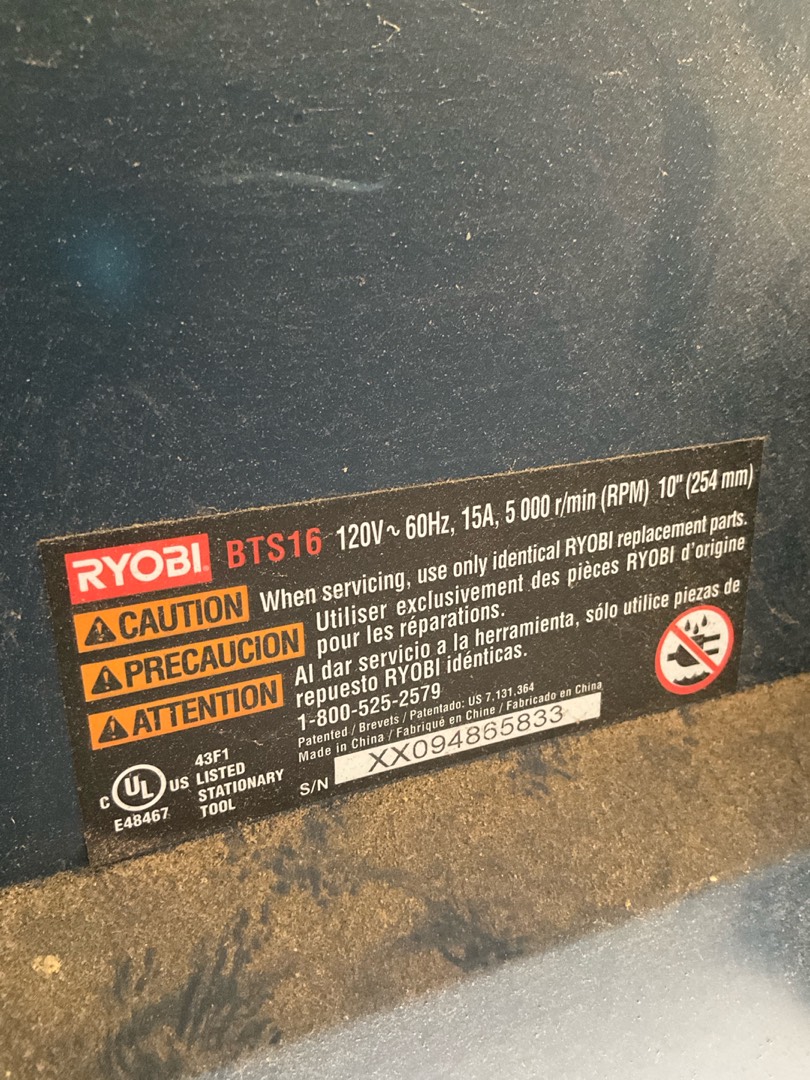 RYOBI BTS16 120V~ 60Hz, 15A, 5 000 r/min (RPM) 10" (254 mm)
CAUTION When servicing, use only identical RYOBI replacement parts.
PRECAUCION Utiliser exclusivement des pièces RYOBI d'origine
pour les réparations.
ATTENTION Al dar servicio a la herramienta, sólo utilice piezas de
repuesto RYOBI idénticas.
1-800-525-2579
Patented / Brevets / Patentado: US 7,131,364
Made in China / Fabriqué en Chine / Fabricado en China
S/N XX094865833
C UL US
43F1
LISTED
STATIONARY
TOOL
E48467